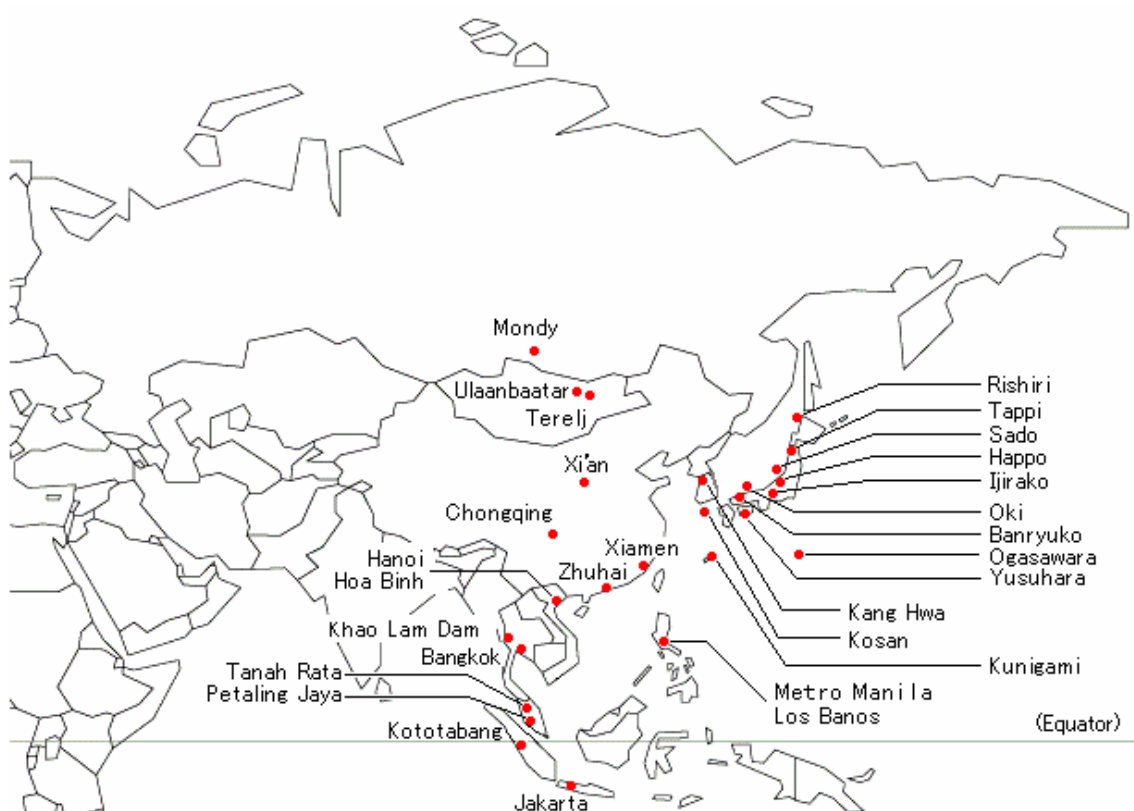 Mondy
Ulaanbaatar
Terelj
Rishiri
Tappi
Sado
Happo
Ijirako
Oki
Banryuko
Ogasawara
Yusuhara
Xi'an
Chongqing
Hanoi
Hoa Binh
Xiamen
Zhuhai
Kang Hwa
Kosan
Kunigami
Khao Lam Dam
Bangkok
Tanah Rata
Petaling Jaya
Kototabang
Metro Manila
Los Banos
(Equator)
Jakarta